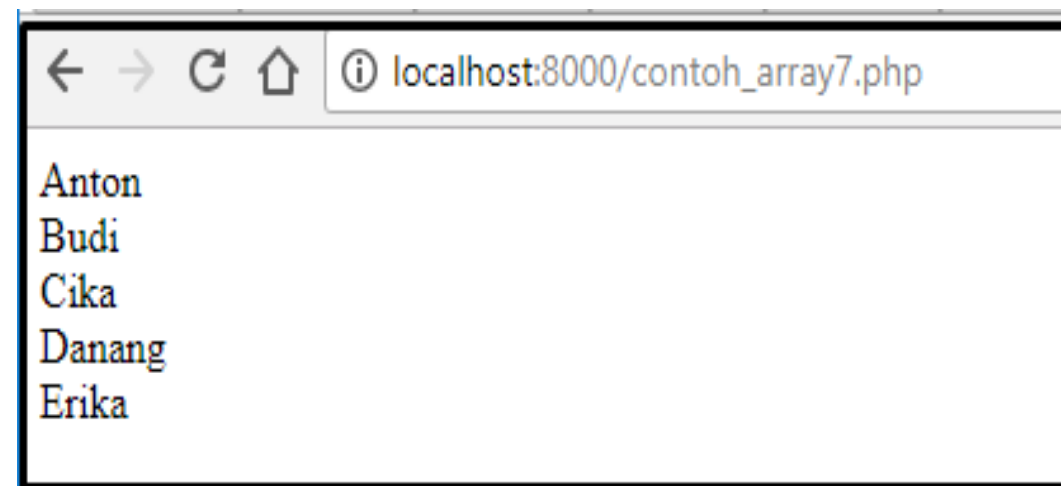 localhost:8000/contoh_array7.php
Anton
Budi
Cika
Danang
Erika